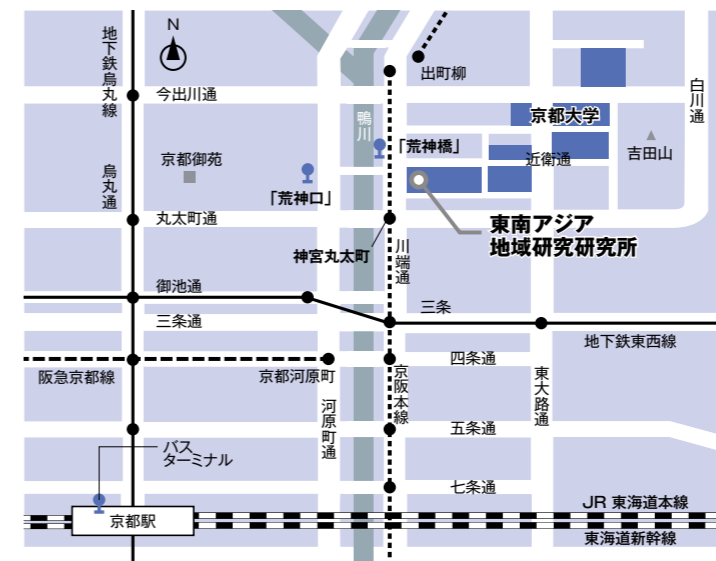 N
地下鉄烏丸線
出町柳
白川通
今出川通
京都大学
鴨川
「荒神橋」
近衛通
吉田山
京都御苑
烏丸通
「荒神口」
丸太町通
東南アジア
地域研究研究所
神宮丸太町
川端通
御池通
三条
三条通
地下鉄東西線
四条通
阪急京都線
京都河原町
京阪本線
東大路通
河原町通
五条通
バス
ターミナル
七条通
JR 東海道本線
京都駅
東海道新幹線